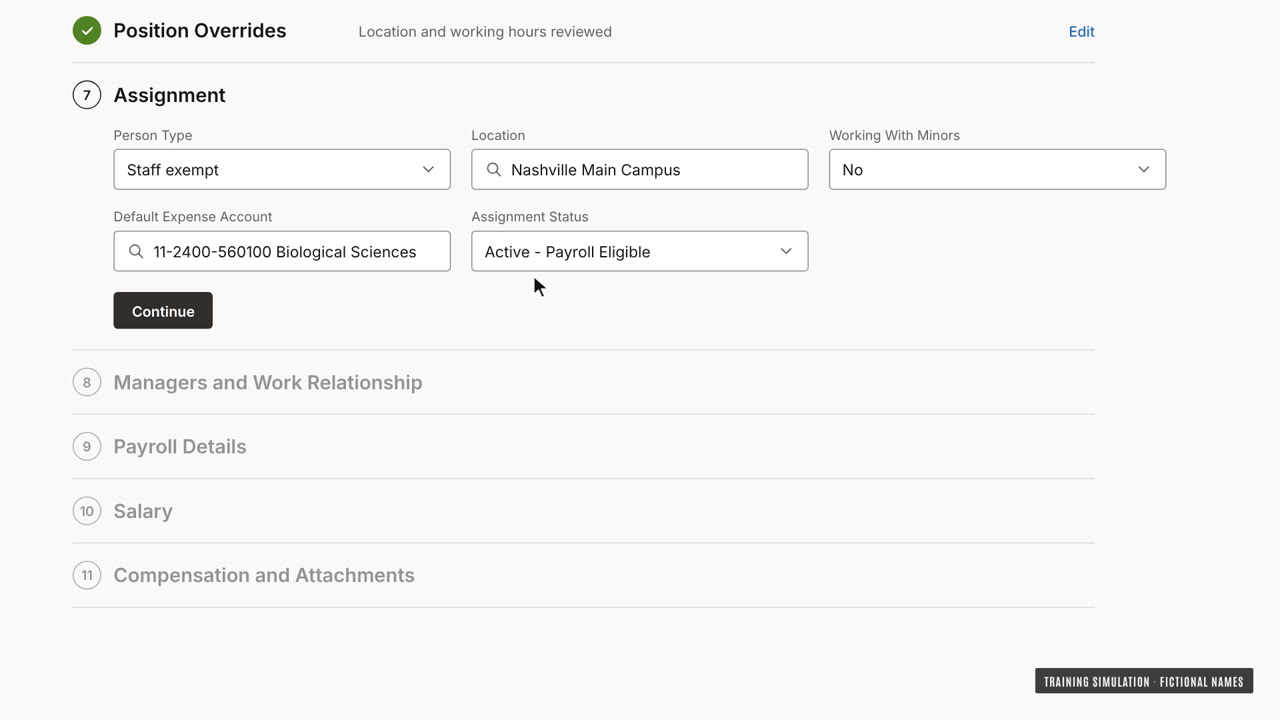 Position Overrides
Location and working hours reviewed
Edit
7
Assignment
Person Type
Location
Working With Minors
Staff exempt
Nashville Main Campus
No
Default Expense Account
Assignment Status
11-2400-560100 Biological Sciences
Active - Payroll Eligible
Continue
8
Managers and Work Relationship
9
Payroll Details
10
Salary
11
Compensation and Attachments
TRAINING SIMULATION · FICTIONAL NAMES